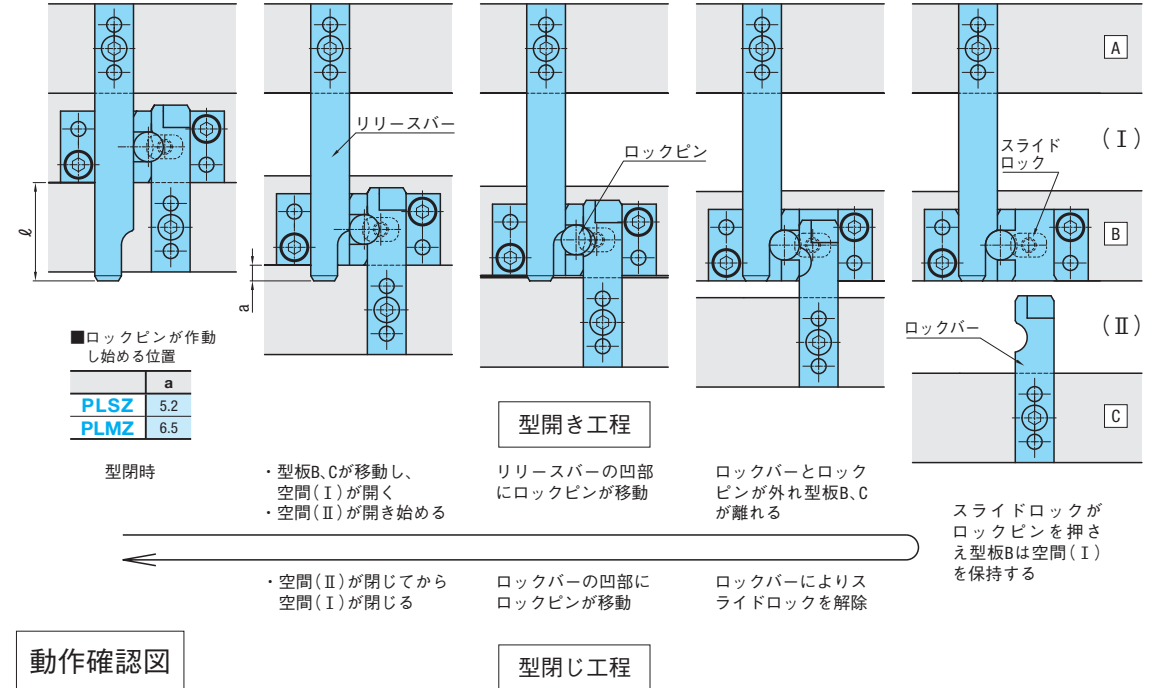 A
リリースバー
(Ⅰ)
スライド
ロック
ロックピン
B
ℓ
a
ロックバー
(Ⅱ)
C
■ロックピンが作動
し始める位置
a
PLSZ 5.2
PLMZ 6.5
型開き工程
型閉時
・型板B、Cが移動し、
空間(Ⅰ)が開く
・空間(Ⅱ)が開き始める
リリースバーの凹部
にロックピンが移動
ロックバーとロック
ピンが外れ型板B、C
が離れる
スライドロックが
ロックピンを押さ
え型板Bは空間(Ⅰ)
を保持する
・空間(Ⅱ)が閉じてから
空間(Ⅰ)が閉じる
ロックバーの凹部に
ロックピンが移動
ロックバーによりス
ライドロックを解除
動作確認図
型閉じ工程